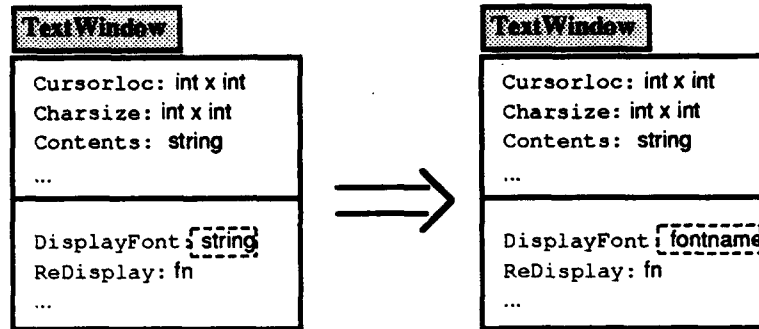 TextWindow
Cursorloc: int x int
Charsize: int x int
Contents: string
...
DisplayFont: string
ReDisplay: fn
...
TextWindow
Cursorloc: int x int
Charsize: int x int
Contents: string
...
DisplayFont: fontname
ReDisplay: fn
...